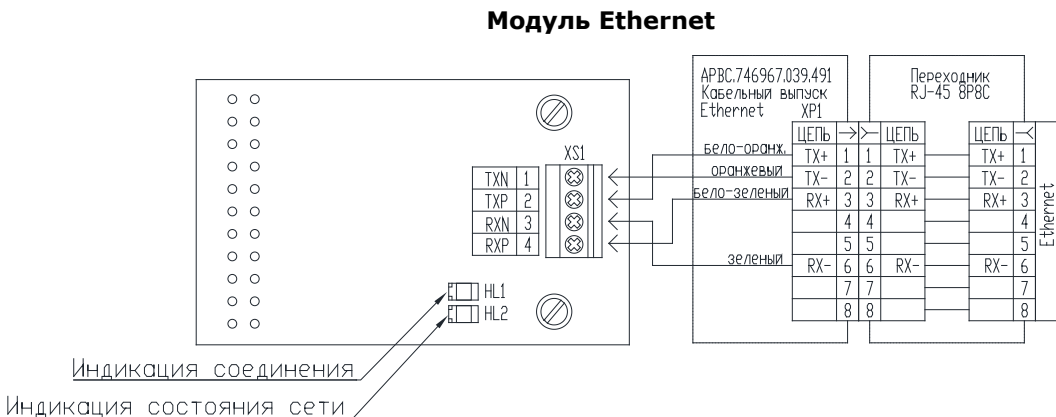 Модуль Ethernet
АРВС.746967.039.491
Кабельный выпуск
Ethernet XP1
Переходник
RJ-45 8P8C
ЦЕПЬ ЦЕПЬ ЦЕПЬ
бело-оранж. TX+ 1 1 TX+ TX+ 1
оранжевый TX- 2 2 TX- TX- 2
бело-зеленый RX+ 3 3 RX+ RX+ 3
4 4 4
5 5 5
зеленый RX- 6 6 RX- RX- 6
7 7 7
8 8 8
Ethernet
XS1
TXN 1
TXP 2
RXN 3
RXP 4
HL1
HL2
Индикация соединения
Индикация состояния сети